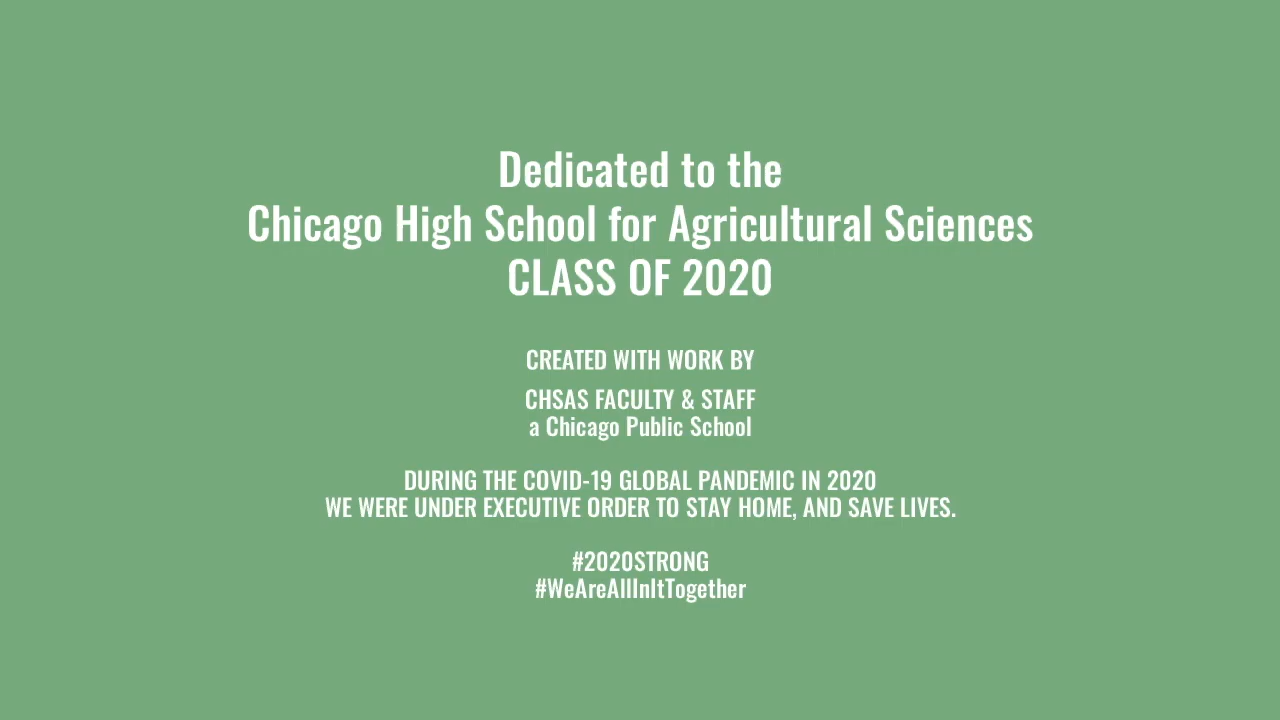 Dedicated to the
Chicago High School for Agricultural Sciences
CLASS OF 2020
CREATED WITH WORK BY
CHSAS FACULTY & STAFF
a Chicago Public School
DURING THE COVID-19 GLOBAL PANDEMIC IN 2020
WE WERE UNDER EXECUTIVE ORDER TO STAY HOME, AND SAVE LIVES.
#2020STRONG
#WeAreAllInItTogether